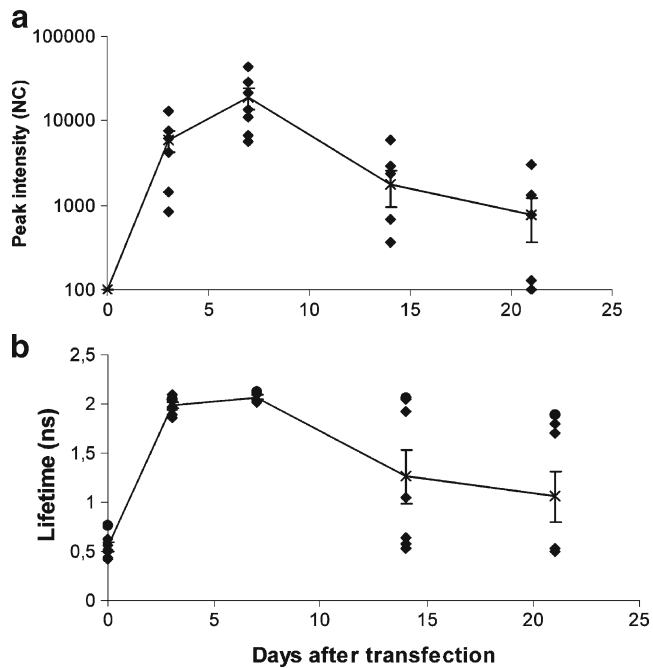 a
Peak intensity (NC)
100000
10000
1000
100
0 5 10 15 20 25
b
Lifetime (ns)
2,5
2
1,5
1
0,5
0
0 5 10 15 20 25
Days after transfection